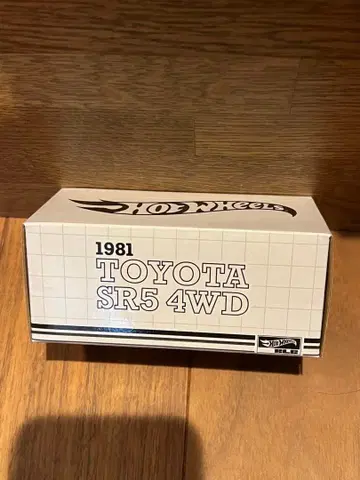 HOT WHEELS
1981
TOYOTA
SR5 4WD
HOT WHEELS
RLC